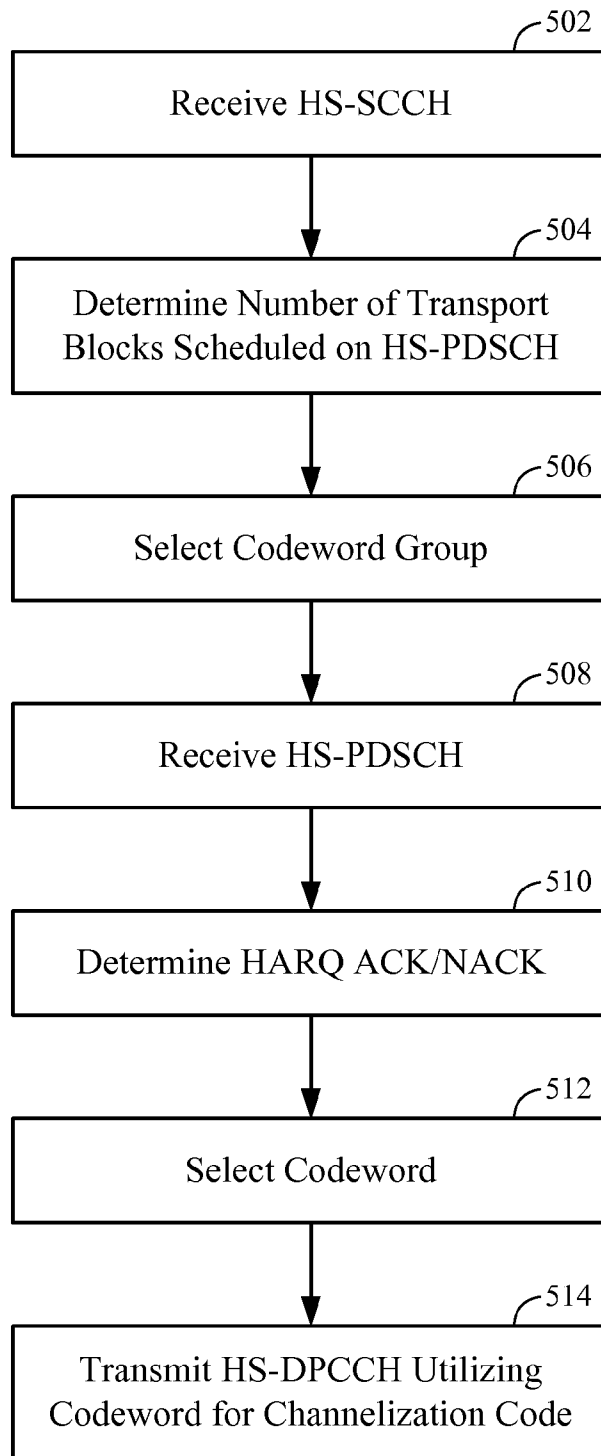 502
Receive HS-SCCH
504
Determine Number of Transport
Blocks Scheduled on HS-PDSCH
506
Select Codeword Group
508
Receive HS-PDSCH
510
Determine HARQ ACK/NACK
512
Select Codeword
514
Transmit HS-DPCCH Utilizing
Codeword for Channelization Code